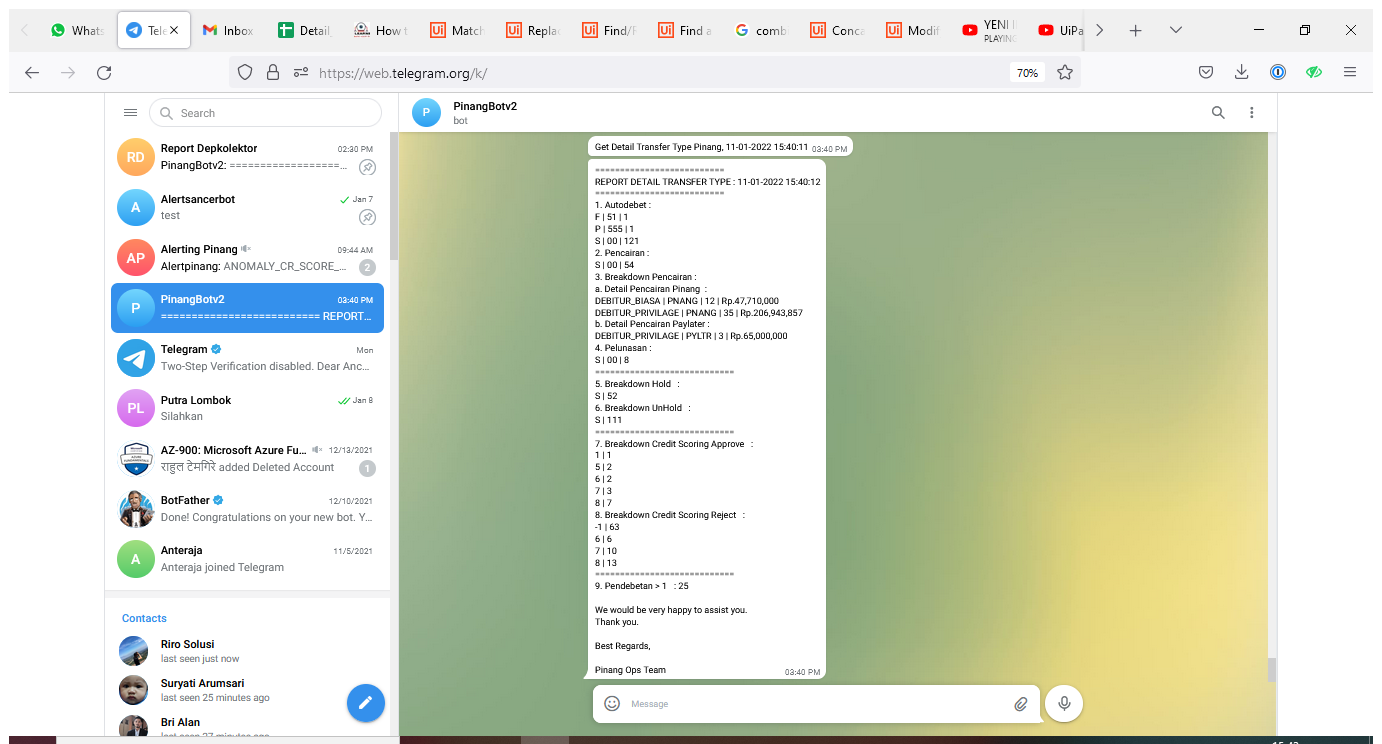 Whats
Tele
Inbox
Detail
How t
Match
Repla
Find/R
Find a
comb
Conca
Modif
YENİ İ
PLAYING
UiPa
https://web.telegram.org/k/
70%
Search
RD
Report Depkolektor
02:30 PM
PinangBotv2: ==================...
A
Alertsancerbot
Jan 7
test
AP
Alerting Pinang
09:44 AM
Alertpinang: ANOMALY_CR_SCORE_...
2
P
PinangBotv2
03:40 PM
========================== REPORT...
Telegram
Mon
Two-Step Verification disabled. Dear Anc...
PL
Putra Lombok
Jan 8
Silahkan
AZ-900: Microsoft Azure Fu...
12/13/2021
राहुल टेमगिरे added Deleted Account
1
BotFather
12/10/2021
Done! Congratulations on your new bot. Y...
A
Anteraja
11/5/2021
Anteraja joined Telegram
Contacts
Riro Solusi
last seen just now
Suryati Arumsari
last seen 25 minutes ago
Bri Alan
last seen 27 minutes ago
P
PinangBotv2
bot
Get Detail Transfer Type Pinang, 11-01-2022 15:40:11 03:40 PM
==========================
REPORT DETAIL TRANSFER TYPE : 11-01-2022 15:40:12
==========================
1. Autodebet :
F | 51 | 1
P | 555 | 1
S | 00 | 121
2. Pencairan :
S | 00 | 54
3. Breakdown Pencairan :
a. Detail Pencairan Pinang :
DEBITUR_BIASA | PNANG | 12 | Rp.47,710,000
DEBITUR_PRIVILAGE | PNANG | 35 | Rp.206,943,857
b. Detail Pencairan Paylater :
DEBITUR_PRIVILAGE | PYLTR | 3 | Rp.65,000,000
4. Pelunasan :
S | 00 | 8
============================
5. Breakdown Hold :
S | 52
6. Breakdown UnHold :
S | 111
============================
7. Breakdown Credit Scoring Approve :
1 | 1
5 | 2
6 | 2
7 | 3
8 | 7
8. Breakdown Credit Scoring Reject :
-1 | 63
6 | 6
7 | 10
8 | 13
============================
9. Pendebetan > 1 : 25
We would be very happy to assist you.
Thank you.
Best Regards,
Pinang Ops Team
03:40 PM
Message